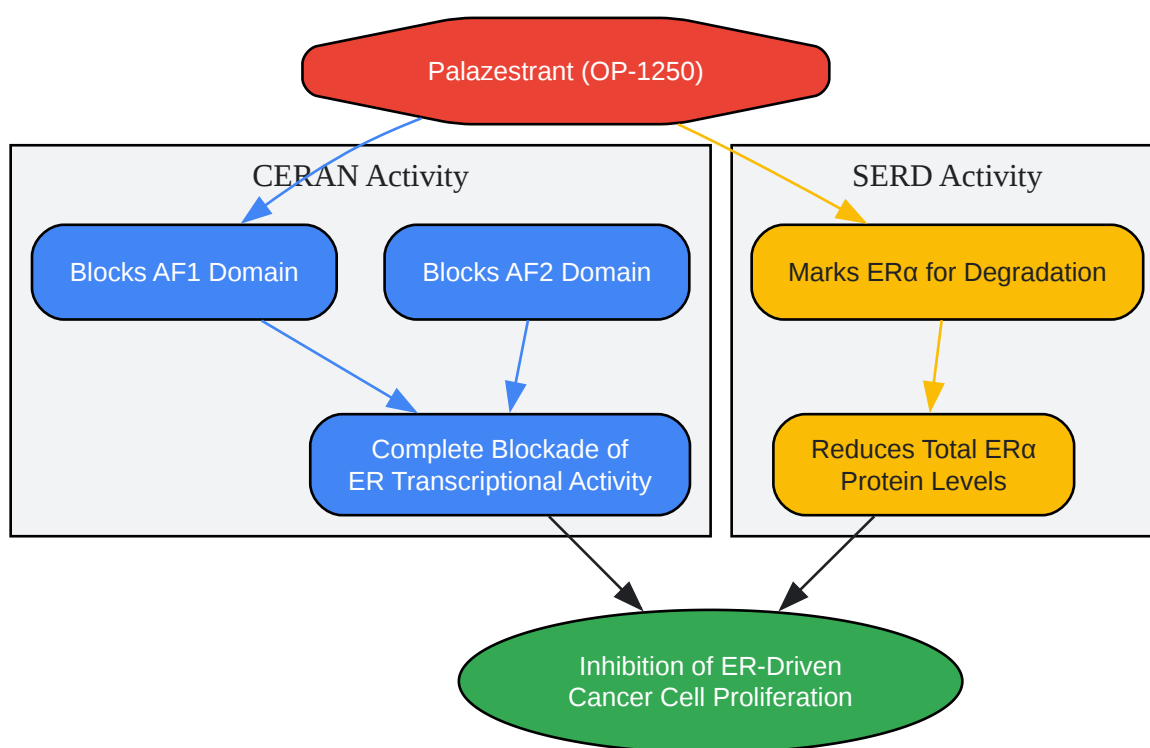 Palazestrant (OP-1250)
CERAN Activity
SERD Activity
Blocks AF1 Domain
Blocks AF2 Domain
Marks ERα for Degradation
Complete Blockade of
ER Transcriptional Activity
Reduces Total ERα
Protein Levels
Inhibition of ER-Driven
Cancer Cell Proliferation